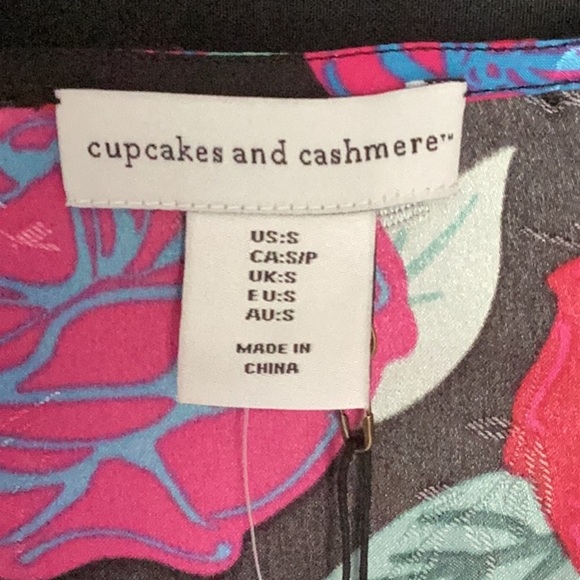 cupcakes and cashmere™
US:S
CA:S/P
UK:S
EU:S
AU:S
MADE IN
CHINA